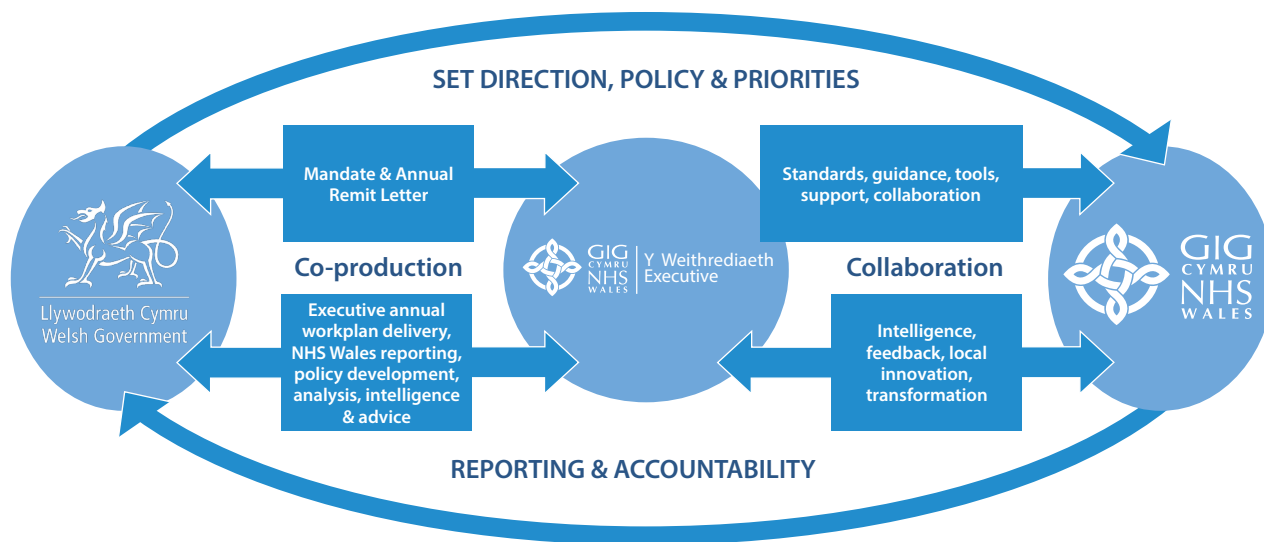 SET DIRECTION, POLICY & PRIORITIES
Mandate & Annual
Remit Letter
Standards, guidance, tools,
support, collaboration
Llywodraeth Cymru
Welsh Government
Co-production
GIG
CYMRU
NHS
WALES
Y Weithrediaeth
Executive
Collaboration
GIG
CYMRU
NHS
WALES
Executive annual
workplan delivery,
NHS Wales reporting,
policy development,
analysis, intelligence
& advice
Intelligence,
feedback, local
innovation,
transformation
REPORTING & ACCOUNTABILITY